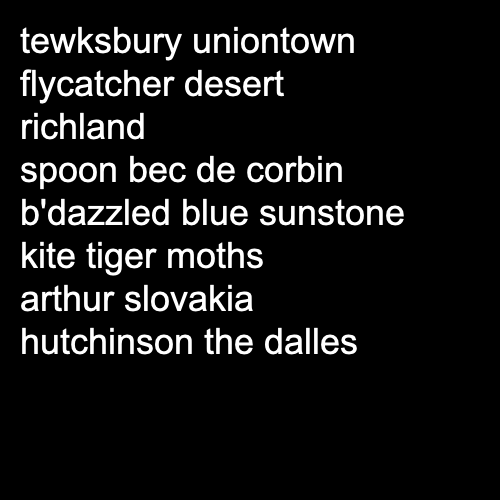 tewksbury uniontown
flycatcher desert
richland
spoon bec de corbin
b'dazzled blue sunstone
kite tiger moths
arthur slovakia
hutchinson the dalles